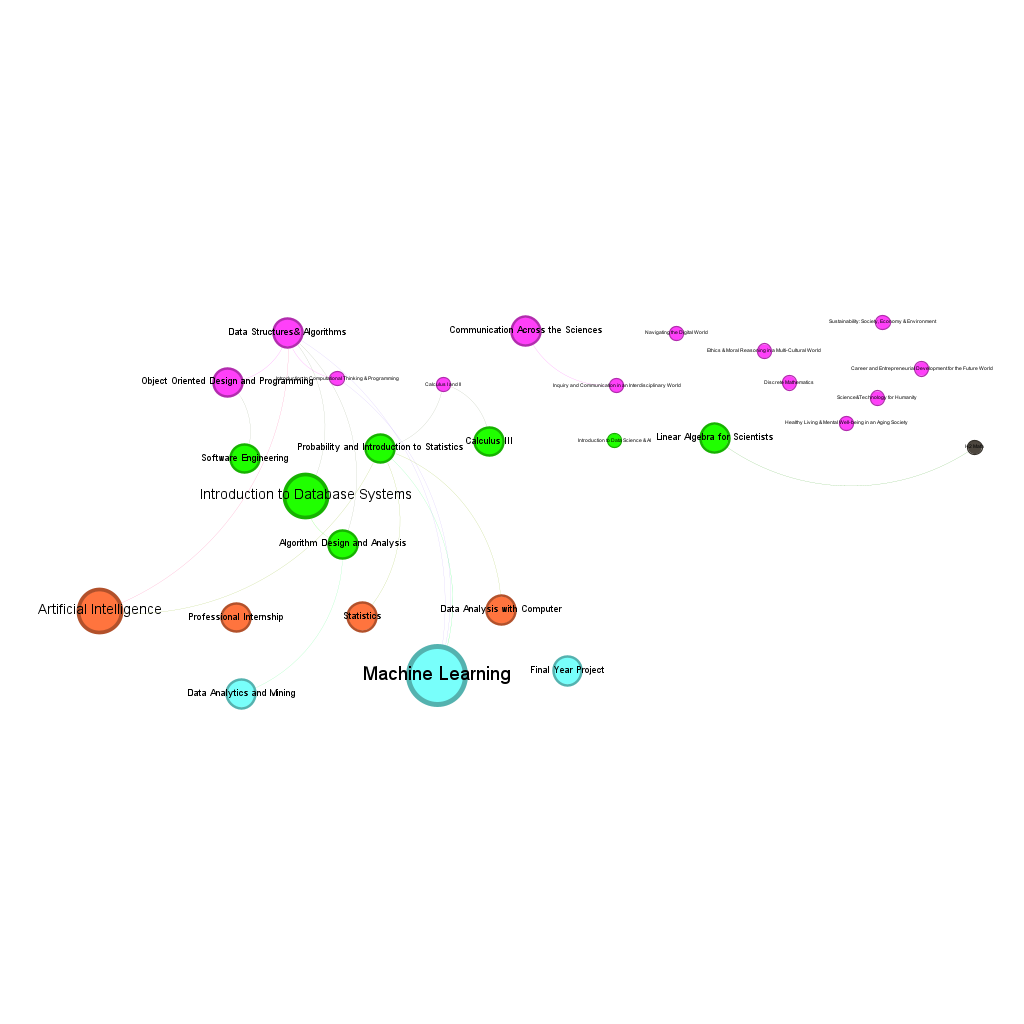 Sustainability: Society, Economy & Environment
Data Structures& Algorithms
Communication Across the Sciences
Navigating the Digital World
Ethics & Moral Reasoning in a Multi-Cultural World
Career and Entrepreneurial Development for the Future World
Object Oriented Design and Programming
Introduction to Computational Thinking & Programming
Calculus I and II
Inquiry and Communication in an Interdisciplinary World
Discrete Mathematics
Science&Technology for Humanity
Healthy Living & Mental Well-being in an Aging Society
Probability and Introduction to Statistics
Calculus III
Introduction to Data Science & AI
Linear Algebra for Scientists
Software Engineering
Introduction to Database Systems
Algorithm Design and Analysis
Artificial Intelligence
Professional Internship
Statistics
Data Analysis with Computer
Machine Learning
Final Year Project
Data Analytics and Mining